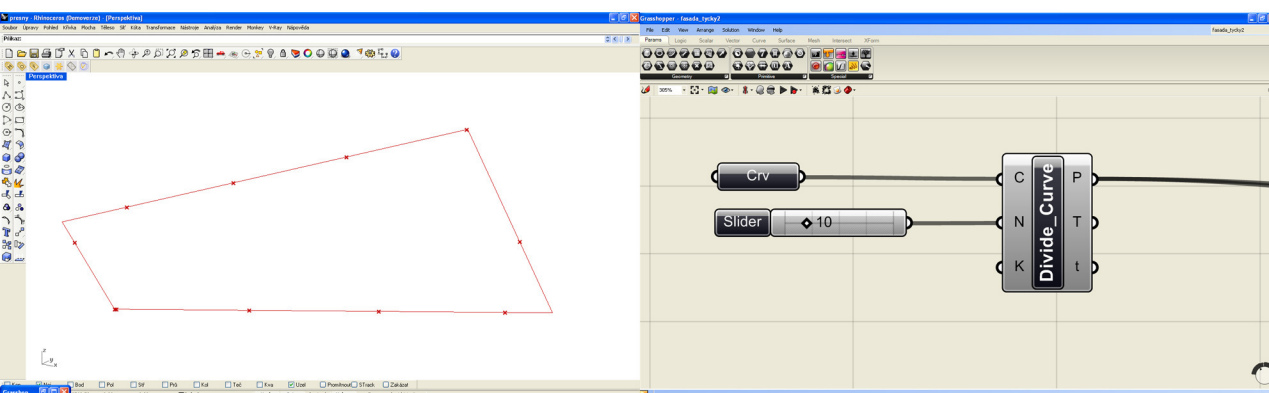 presny - Rhinoceros (Demoverze) - [Perspektiva]
Soubor Úpravy Pohled Křivka Plocha Těleso Síť Kóta Transformace Nástroje Analýza Render Monkey V-Ray Nápověda
Příkaz:
Perspektiva
z
y
x
Bod Pol Stř Prů Kol Teč Kva Uzel Promítnout STrack Zakázat
Grasshopper - fasada_tycky2
File Edit View Arrange Solution Window Help fasada_tycky2
Params Logic Scalar Vector Curve Surface Mesh Intersect XForm
Geometry Primitive Special
305%
Crv
Slider 10
C
N
K
Divide_Curve
P
T
t